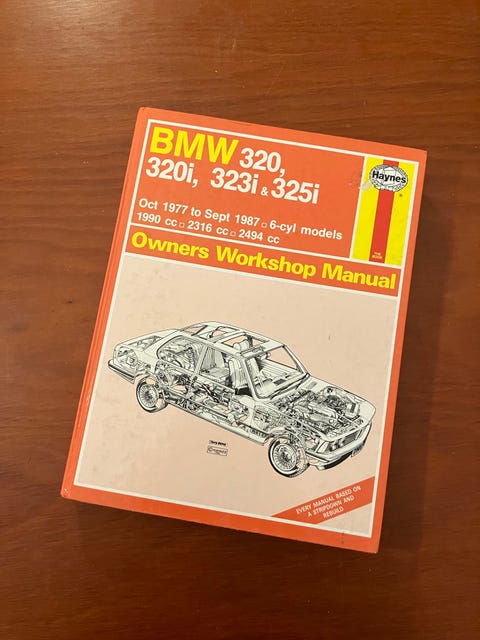 BMW 320,
320i, 323i & 325i
Haynes
Oct 1977 to Sept 1987 □ 6-cyl models
1990 cc □ 2316 cc □ 2494 cc
Owners Workshop Manual
EVERY MANUAL BASED ON
A STRIPDOWN AND
REBUILD